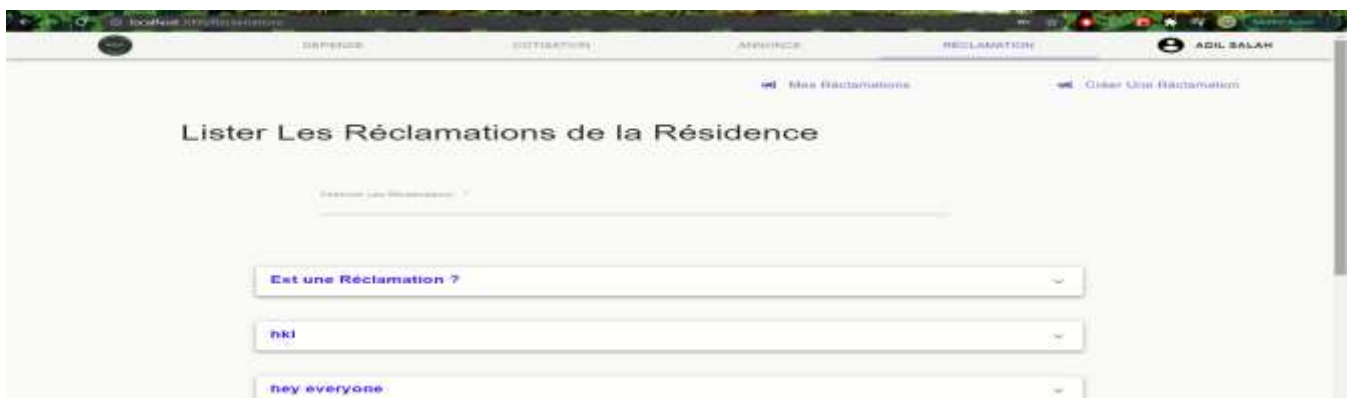 localhost
DEPENSE COTISATION ANNONCE RÉCLAMATION ADIL SALAH
Mes Réclamations Créer Une Réclamation
Lister Les Réclamations de la Résidence
Est une Réclamation ?
hkl
hey everyone